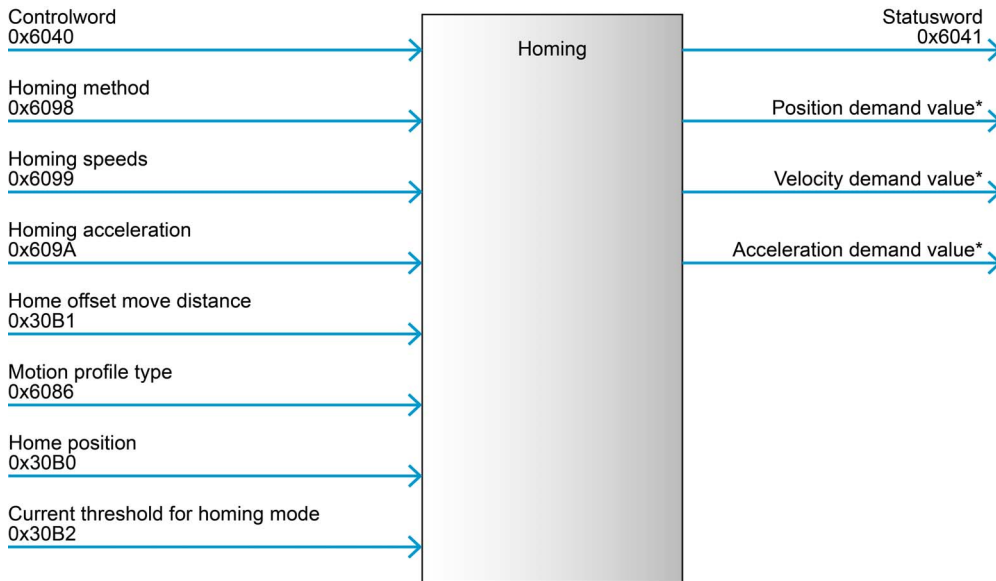 Controlword
0x6040
Homing method
0x6098
Homing speeds
0x6099
Homing acceleration
0x609A
Home offset move distance
0x30B1
Motion profile type
0x6086
Home position
0x30B0
Current threshold for homing mode
0x30B2
Homing
Statusword
0x6041
Position demand value*
Velocity demand value*
Acceleration demand value*